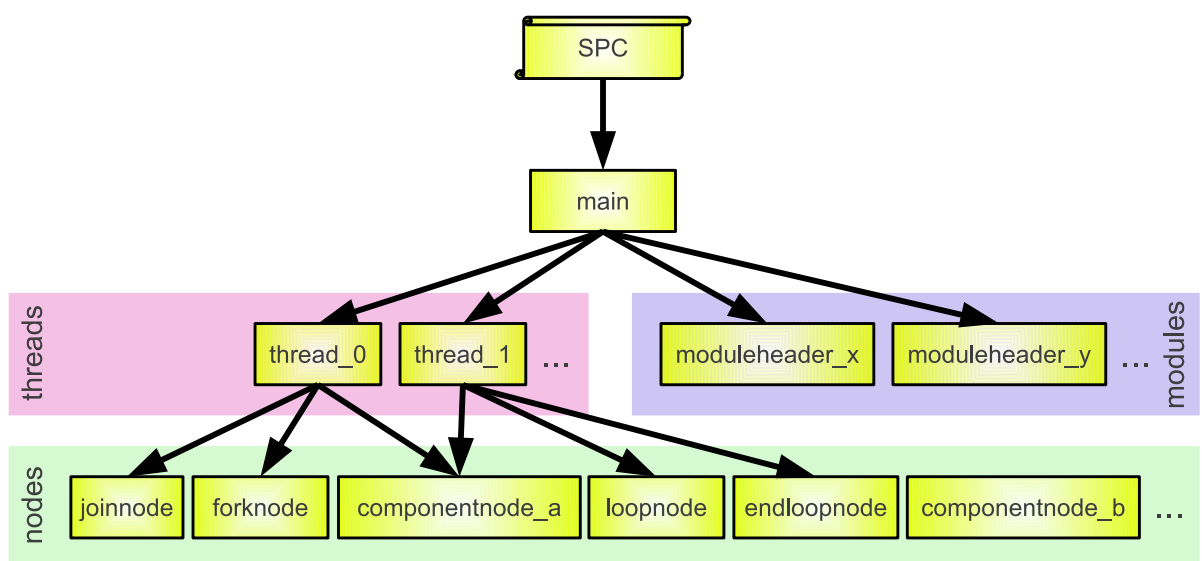 SPC
main
threads
thread_0
thread_1
...
moduleheader_x
moduleheader_y
...
modules
nodes
joinnode
forknode
componentnode_a
loopnode
endloopnode
componentnode_b
...